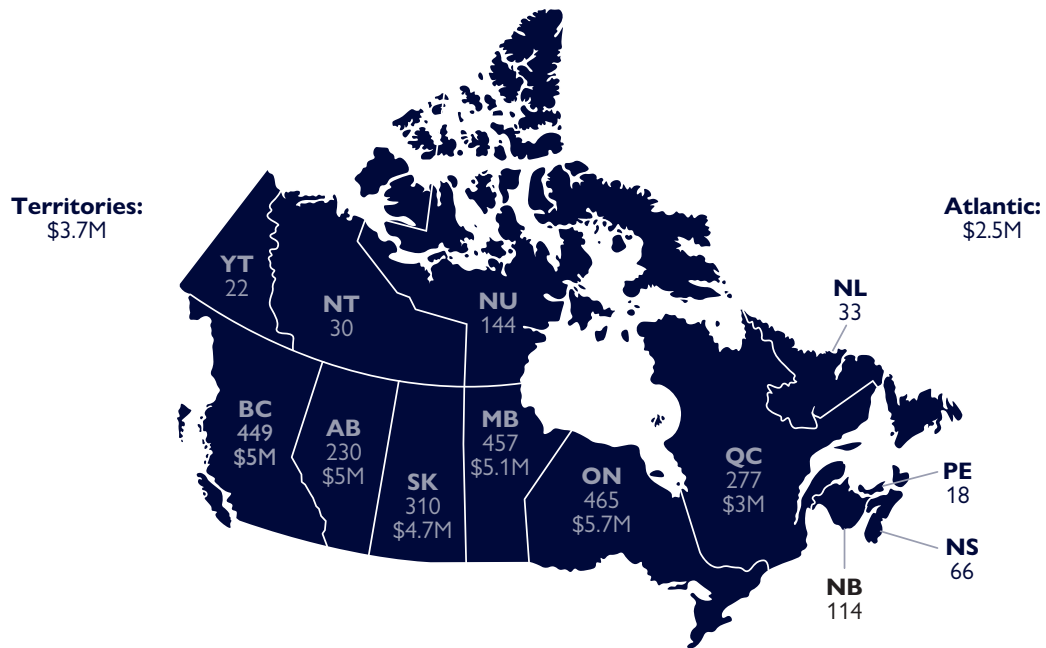 Territories:
$3.7M
Atlantic:
$2.5M
YT
22
NT
30
NU
144
NL
33
BC
449
$5M
AB
230
$5M
SK
310
$4.7M
MB
457
$5.1M
ON
465
$5.7M
QC
277
$3M
PE
18
NS
66
NB
114